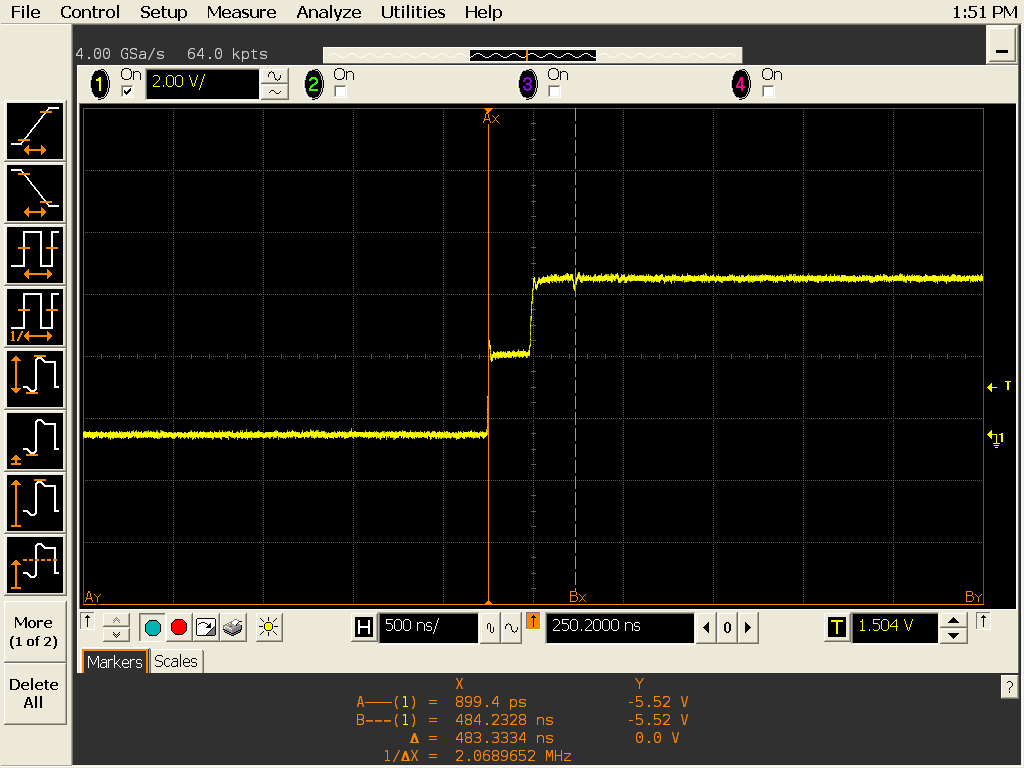 File Control Setup Measure Analyze Utilities Help 1:51 PM
4.00 GSa/s 64.0 kpts
1 On 2.00 V/ 2 On 3 On 4 On
Ax
T
1
1/
Ay Bx By
More
(1 of 2)
Delete
All
H 500 ns/ 250.2000 ns 0 T 1.504 V
Markers Scales
?
X Y
A───(1) = 899.4 ps -5.52 V
B---(1) = 484.2328 ns -5.52 V
Δ = 483.3334 ns 0.0 V
1/ΔX = 2.0689652 MHz